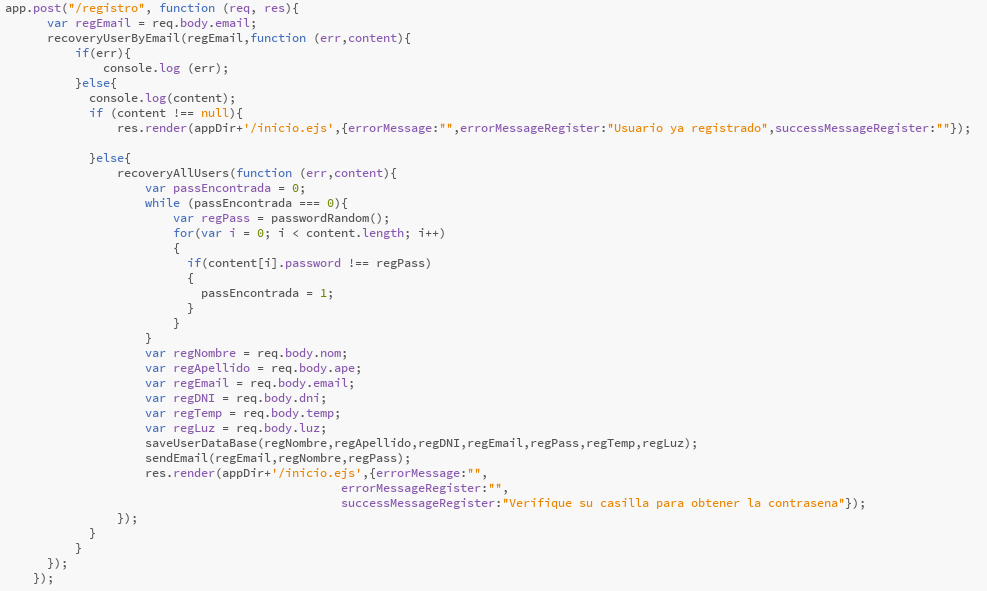 app.post("/registro", function (req, res){
var regEmail = req.body.email;
recoveryUserByEmail(regEmail,function (err,content){
if(err){
console.log (err);
}else{
console.log(content);
if (content !== null){
res.render(appDir+'/inicio.ejs',{errorMessage:"",errorMessageRegister:"Usuario ya registrado",successMessageRegister:""});
}else{
recoveryAllUsers(function (err,content){
var passEncontrada = 0;
while (passEncontrada === 0){
var regPass = passwordRandom();
for(var i = 0; i < content.length; i++)
{
if(content[i].password !== regPass)
{
passEncontrada = 1;
}
}
}
var regNombre = req.body.nom;
var regApellido = req.body.ape;
var regEmail = req.body.email;
var regDNI = req.body.dni;
var regTemp = req.body.temp;
var regLuz = req.body.luz;
saveUserDataBase(regNombre,regApellido,regDNI,regEmail,regPass,regTemp,regLuz);
sendEmail(regEmail,regNombre,regPass);
res.render(appDir+'/inicio.ejs',{errorMessage:"",
errorMessageRegister:"",
successMessageRegister:"Verifique su casilla para obtener la contrasena"});
});
}
}
});
});